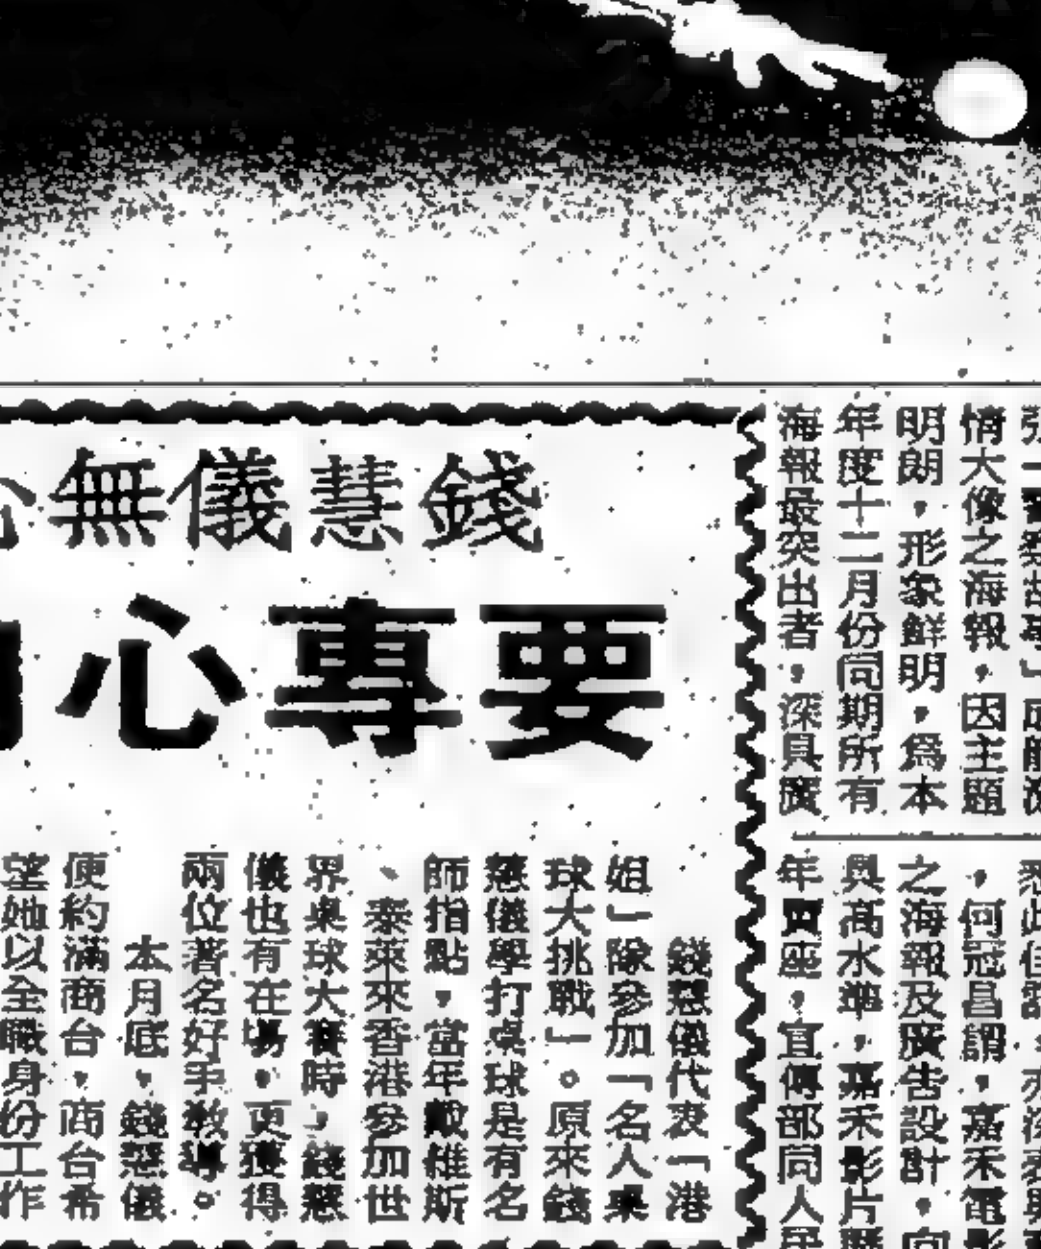 情大像之海報，因主題
明朗，形象鮮明，爲本
年度十二月份同期所有
海報最突出者，深具廣
，何冠昌謂，嘉禾電影
之海報及廣告設計，向
具高水準，嘉禾影片歷
年賣座，宣傳部同人居
錢慧儀無心
要專心
錢慧儀代表「港
姐」隊參加「名人桌
球大挑戰」。原來錢
慧儀學打桌球是有名
師指點，當年戴維斯
、泰萊來香港參加世
界桌球大賽時，錢慧
儀也有在場，更獲得
兩位著名好手教導。
本月底，錢慧儀
便約滿商台，商台希
望她以全職身份工作